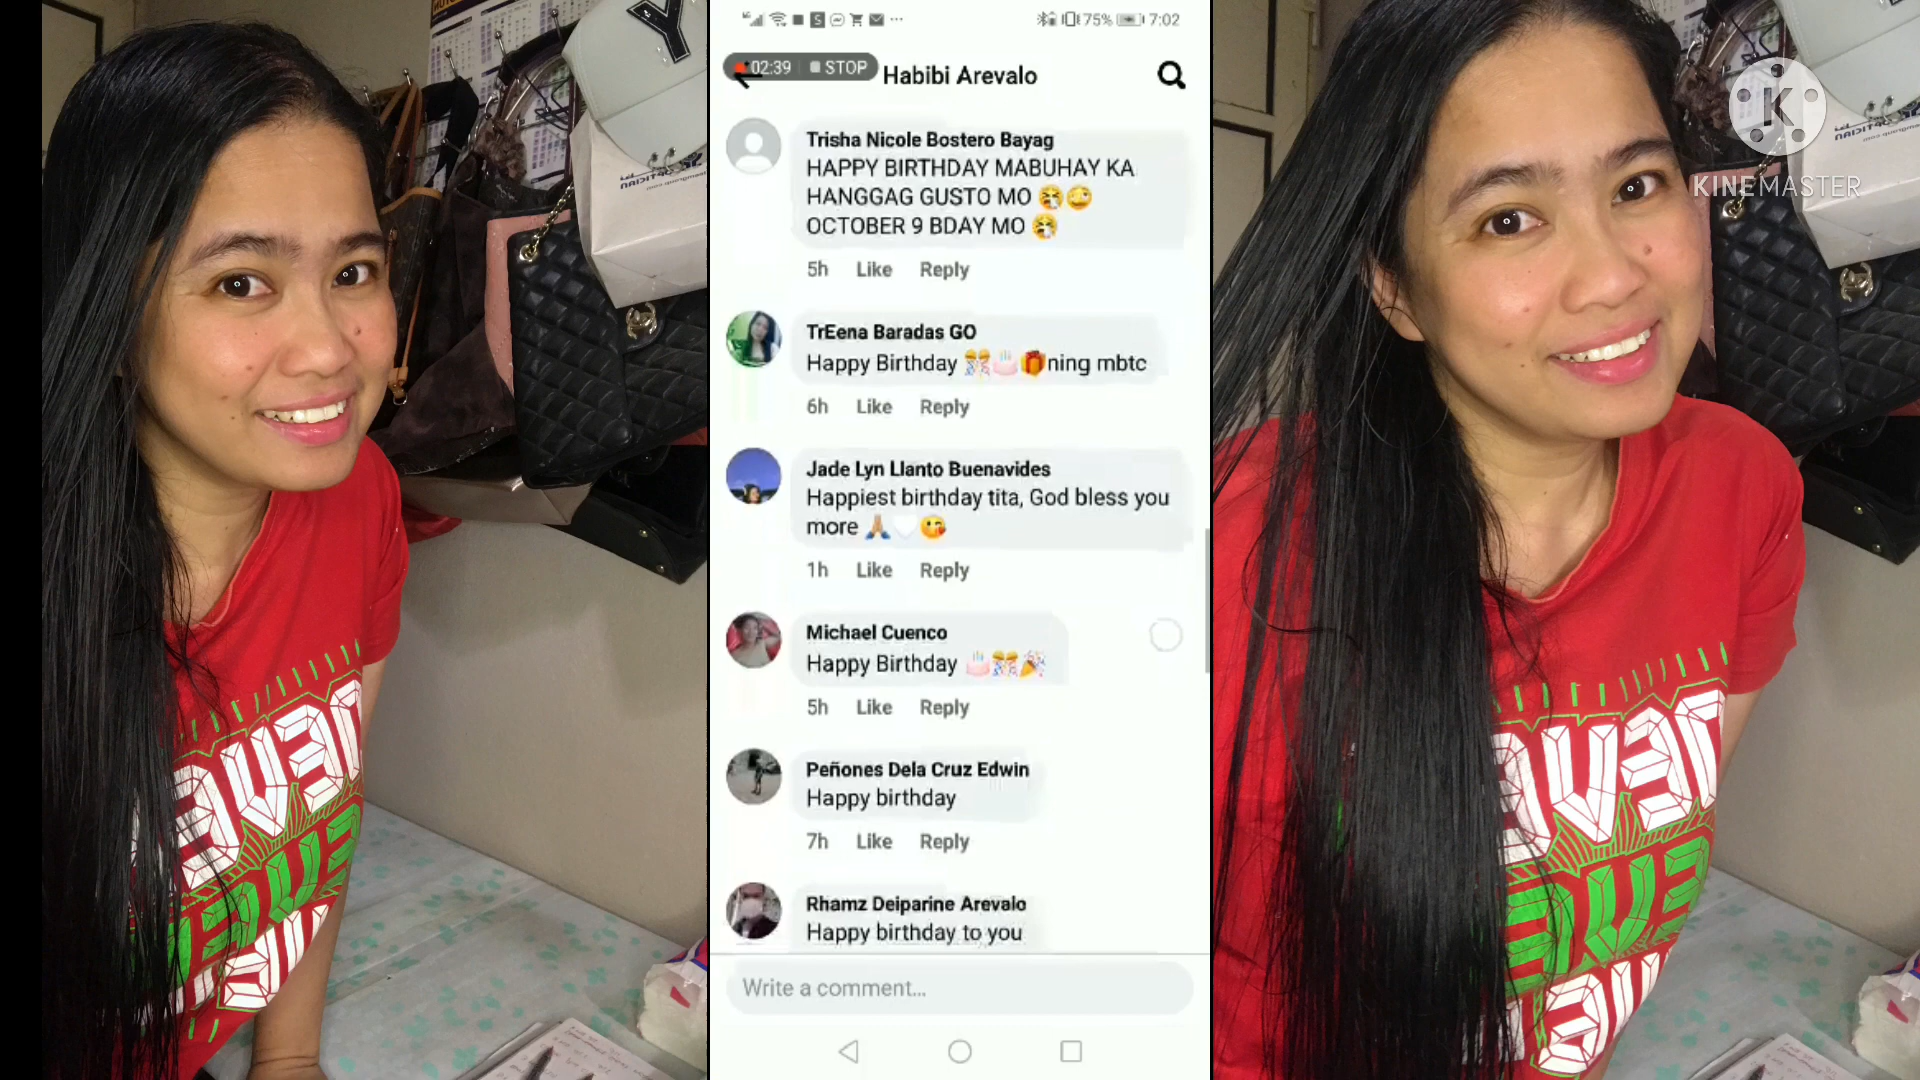 75% 7:02
02:39 STOP
Habibi Arevalo
Trisha Nicole Bostero Bayag
HAPPY BIRTHDAY MABUHAY KA
HANGGAG GUSTO MO 🤧🥴
OCTOBER 9 BDAY MO 🤧
5h Like Reply
TrEena Baradas GO
Happy Birthday 🎊🎂🎁ning mbtc
6h Like Reply
Jade Lyn Llanto Buenavides
Happiest birthday tita, God bless you
more 🙏🤍😘
1h Like Reply
Michael Cuenco
Happy Birthday 🎂🎊🎉
5h Like Reply
Peñones Dela Cruz Edwin
Happy birthday
7h Like Reply
Rhamz Deiparine Arevalo
Happy birthday to you
Write a comment...
K
KINEMASTER
Y